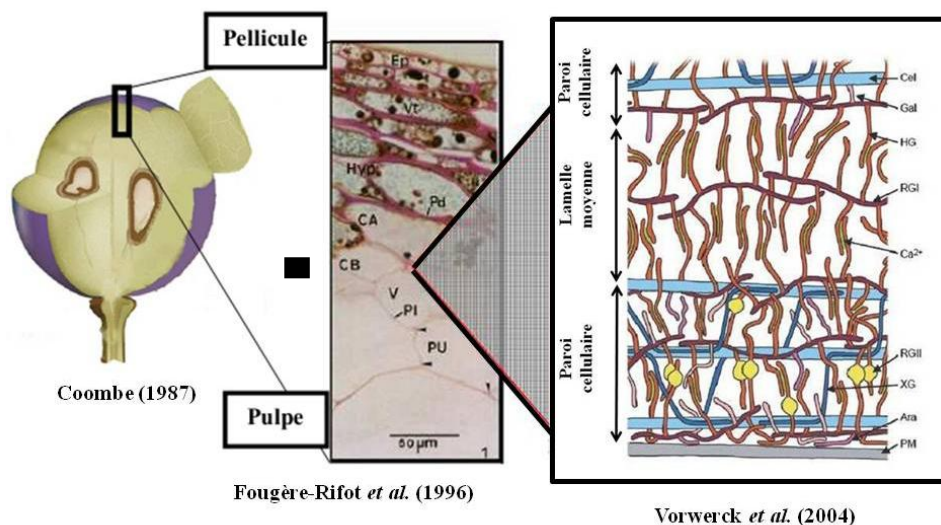 Pellicule
Pulpe
Coombe (1987)
Ep
Vt
Hyp
Pd
CA
CB
V
PI
PU
50 µm
1
Fougère-Rifot et al. (1996)
Paroi
cellulaire
Lamelle
moyenne
Paroi
cellulaire
Cel
Gal
HG
RGI
Ca2+
RGII
XG
Ara
PM
Vorwerck et al. (2004)